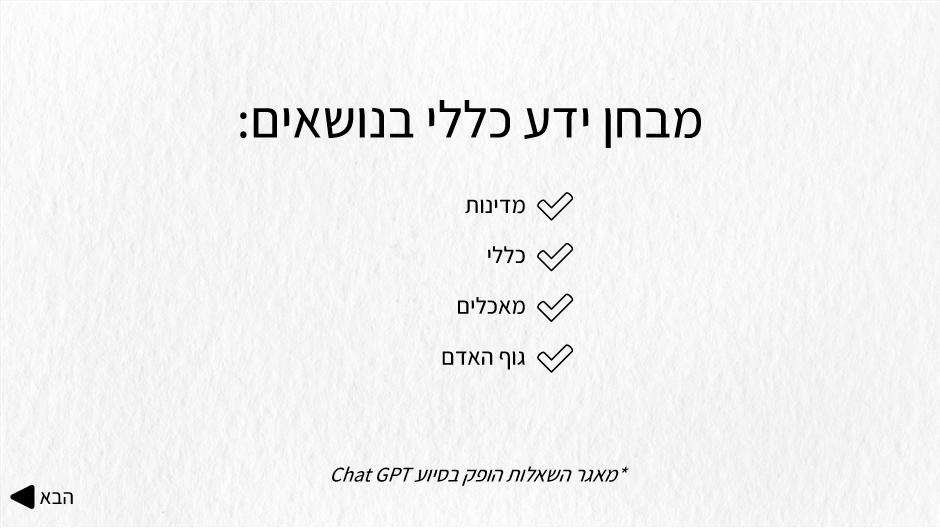 מבחן ידע כללי בנושאים:
מדינות
כללי
מאכלים
גוף האדם
*מאגר השאלות הופק בסיוע Chat GPT
הבא